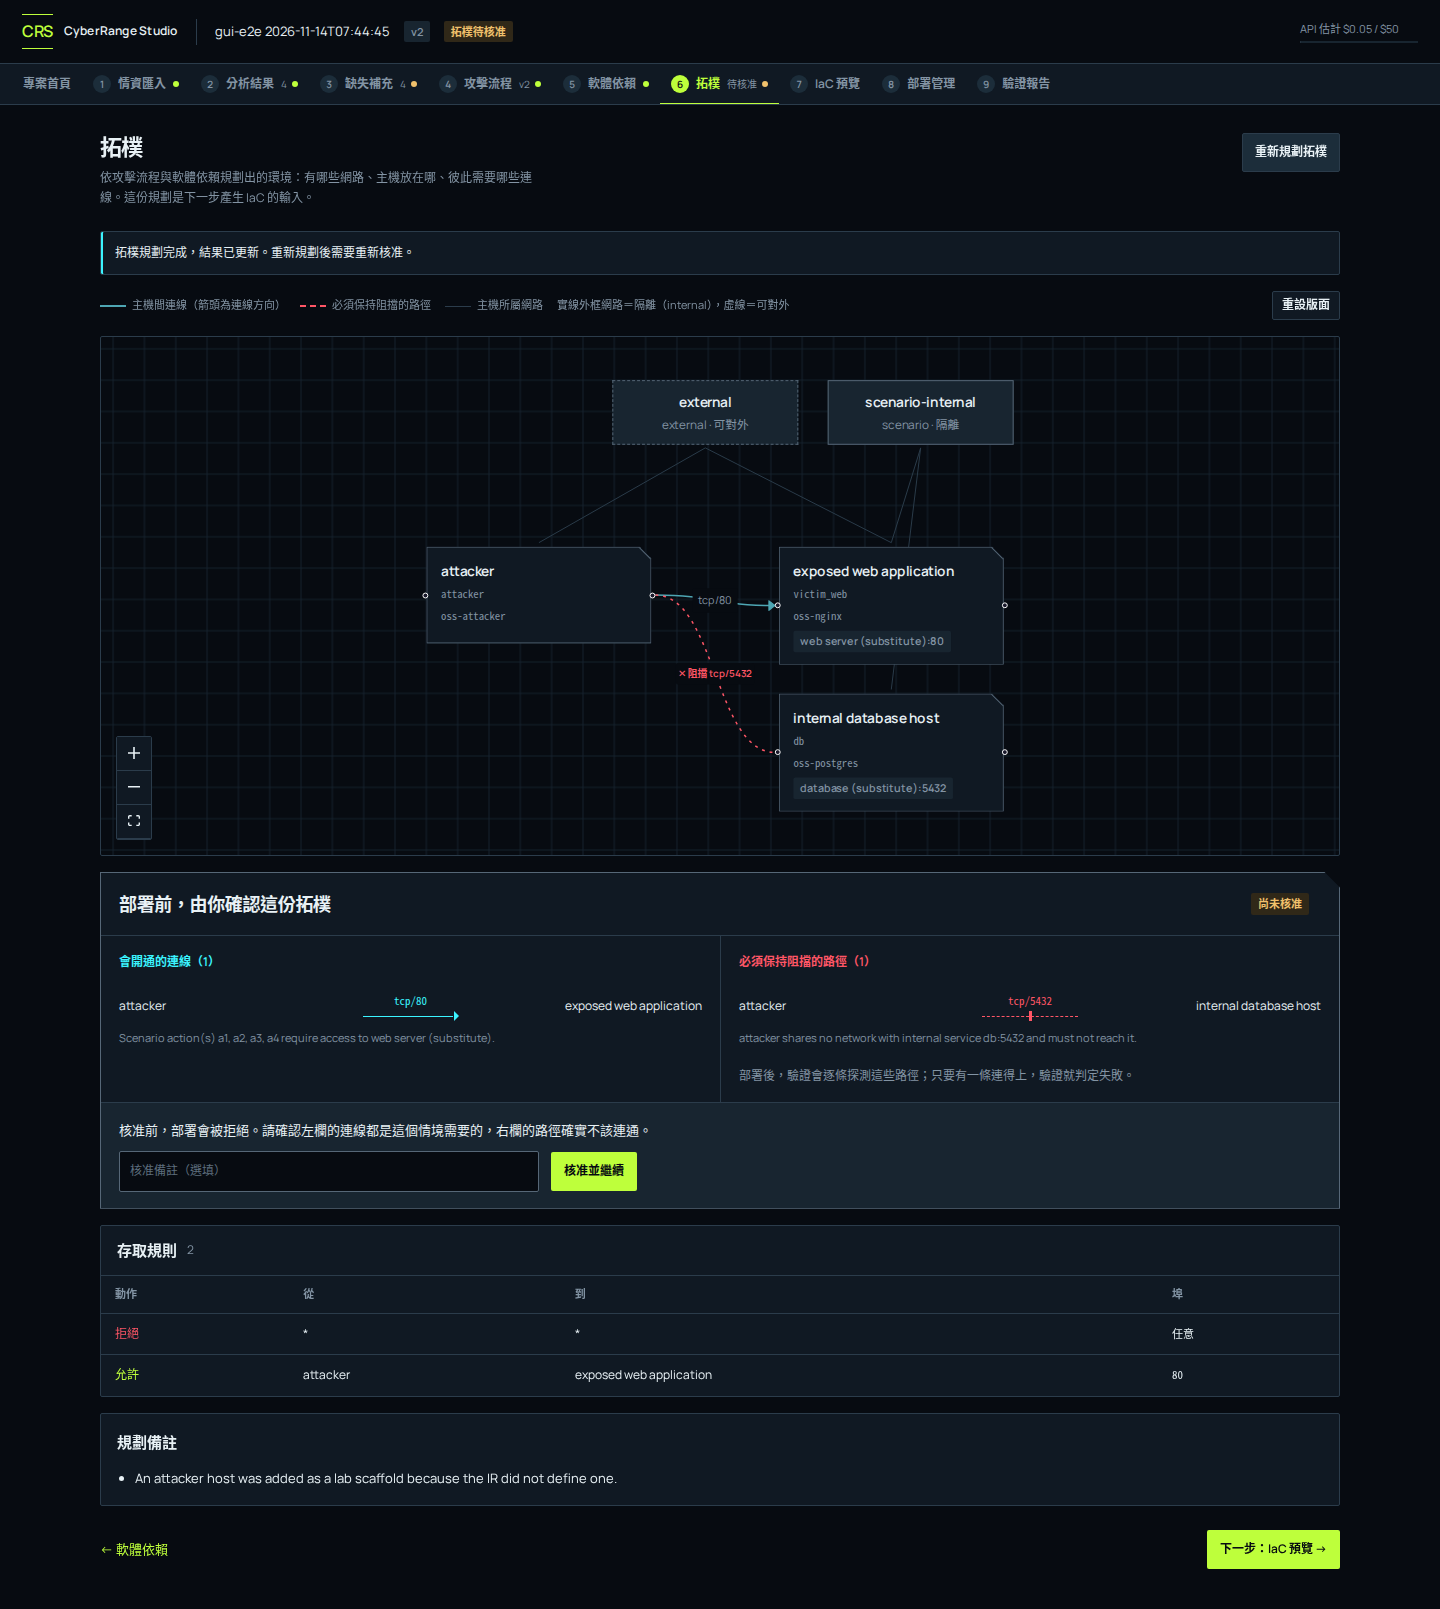 CRS CyberRange Studio gui-e2e 2026-11-14T07:44:45 v2 拓樸待核准 API 估計 $0.05 / $50
專案首頁 1 情資匯入 2 分析結果 4 3 缺失補充 4 4 攻擊流程 v2 5 軟體依賴 6 拓樸 待核准 7 IaC 預覽 8 部署管理 9 驗證報告
拓樸
重新規劃拓樸
依攻擊流程與軟體依賴規劃出的環境：有哪些網路、主機放在哪、彼此需要哪些連
線。這份規劃是下一步產生 IaC 的輸入。
拓樸規劃完成，結果已更新。重新規劃後需要重新核准。
主機間連線（箭頭為連線方向） 必須保持阻擋的路徑 主機所屬網路 實線外框網路＝隔離（internal），虛線＝可對外 重設版面
external
external · 可對外
scenario-internal
scenario · 隔離
attacker
attacker
oss-attacker
tcp/80
exposed web application
victim_web
oss-nginx
web server (substitute):80
✕ 阻擋 tcp/5432
internal database host
db
oss-postgres
database (substitute):5432
部署前，由你確認這份拓樸
尚未核准
會開通的連線（1）
attacker tcp/80 exposed web application
Scenario action(s) a1, a2, a3, a4 require access to web server (substitute).
必須保持阻擋的路徑（1）
attacker tcp/5432 internal database host
attacker shares no network with internal service db:5432 and must not reach it.
部署後，驗證會逐條探測這些路徑；只要有一條連得上，驗證就判定失敗。
核准前，部署會被拒絕。請確認左欄的連線都是這個情境需要的，右欄的路徑確實不該連通。
核准備註（選填） 核准並繼續
存取規則 2
動作 從 到 埠
拒絕 * * 任意
允許 attacker exposed web application 80
規劃備註
An attacker host was added as a lab scaffold because the IR did not define one.
← 軟體依賴 下一步：IaC 預覽 →